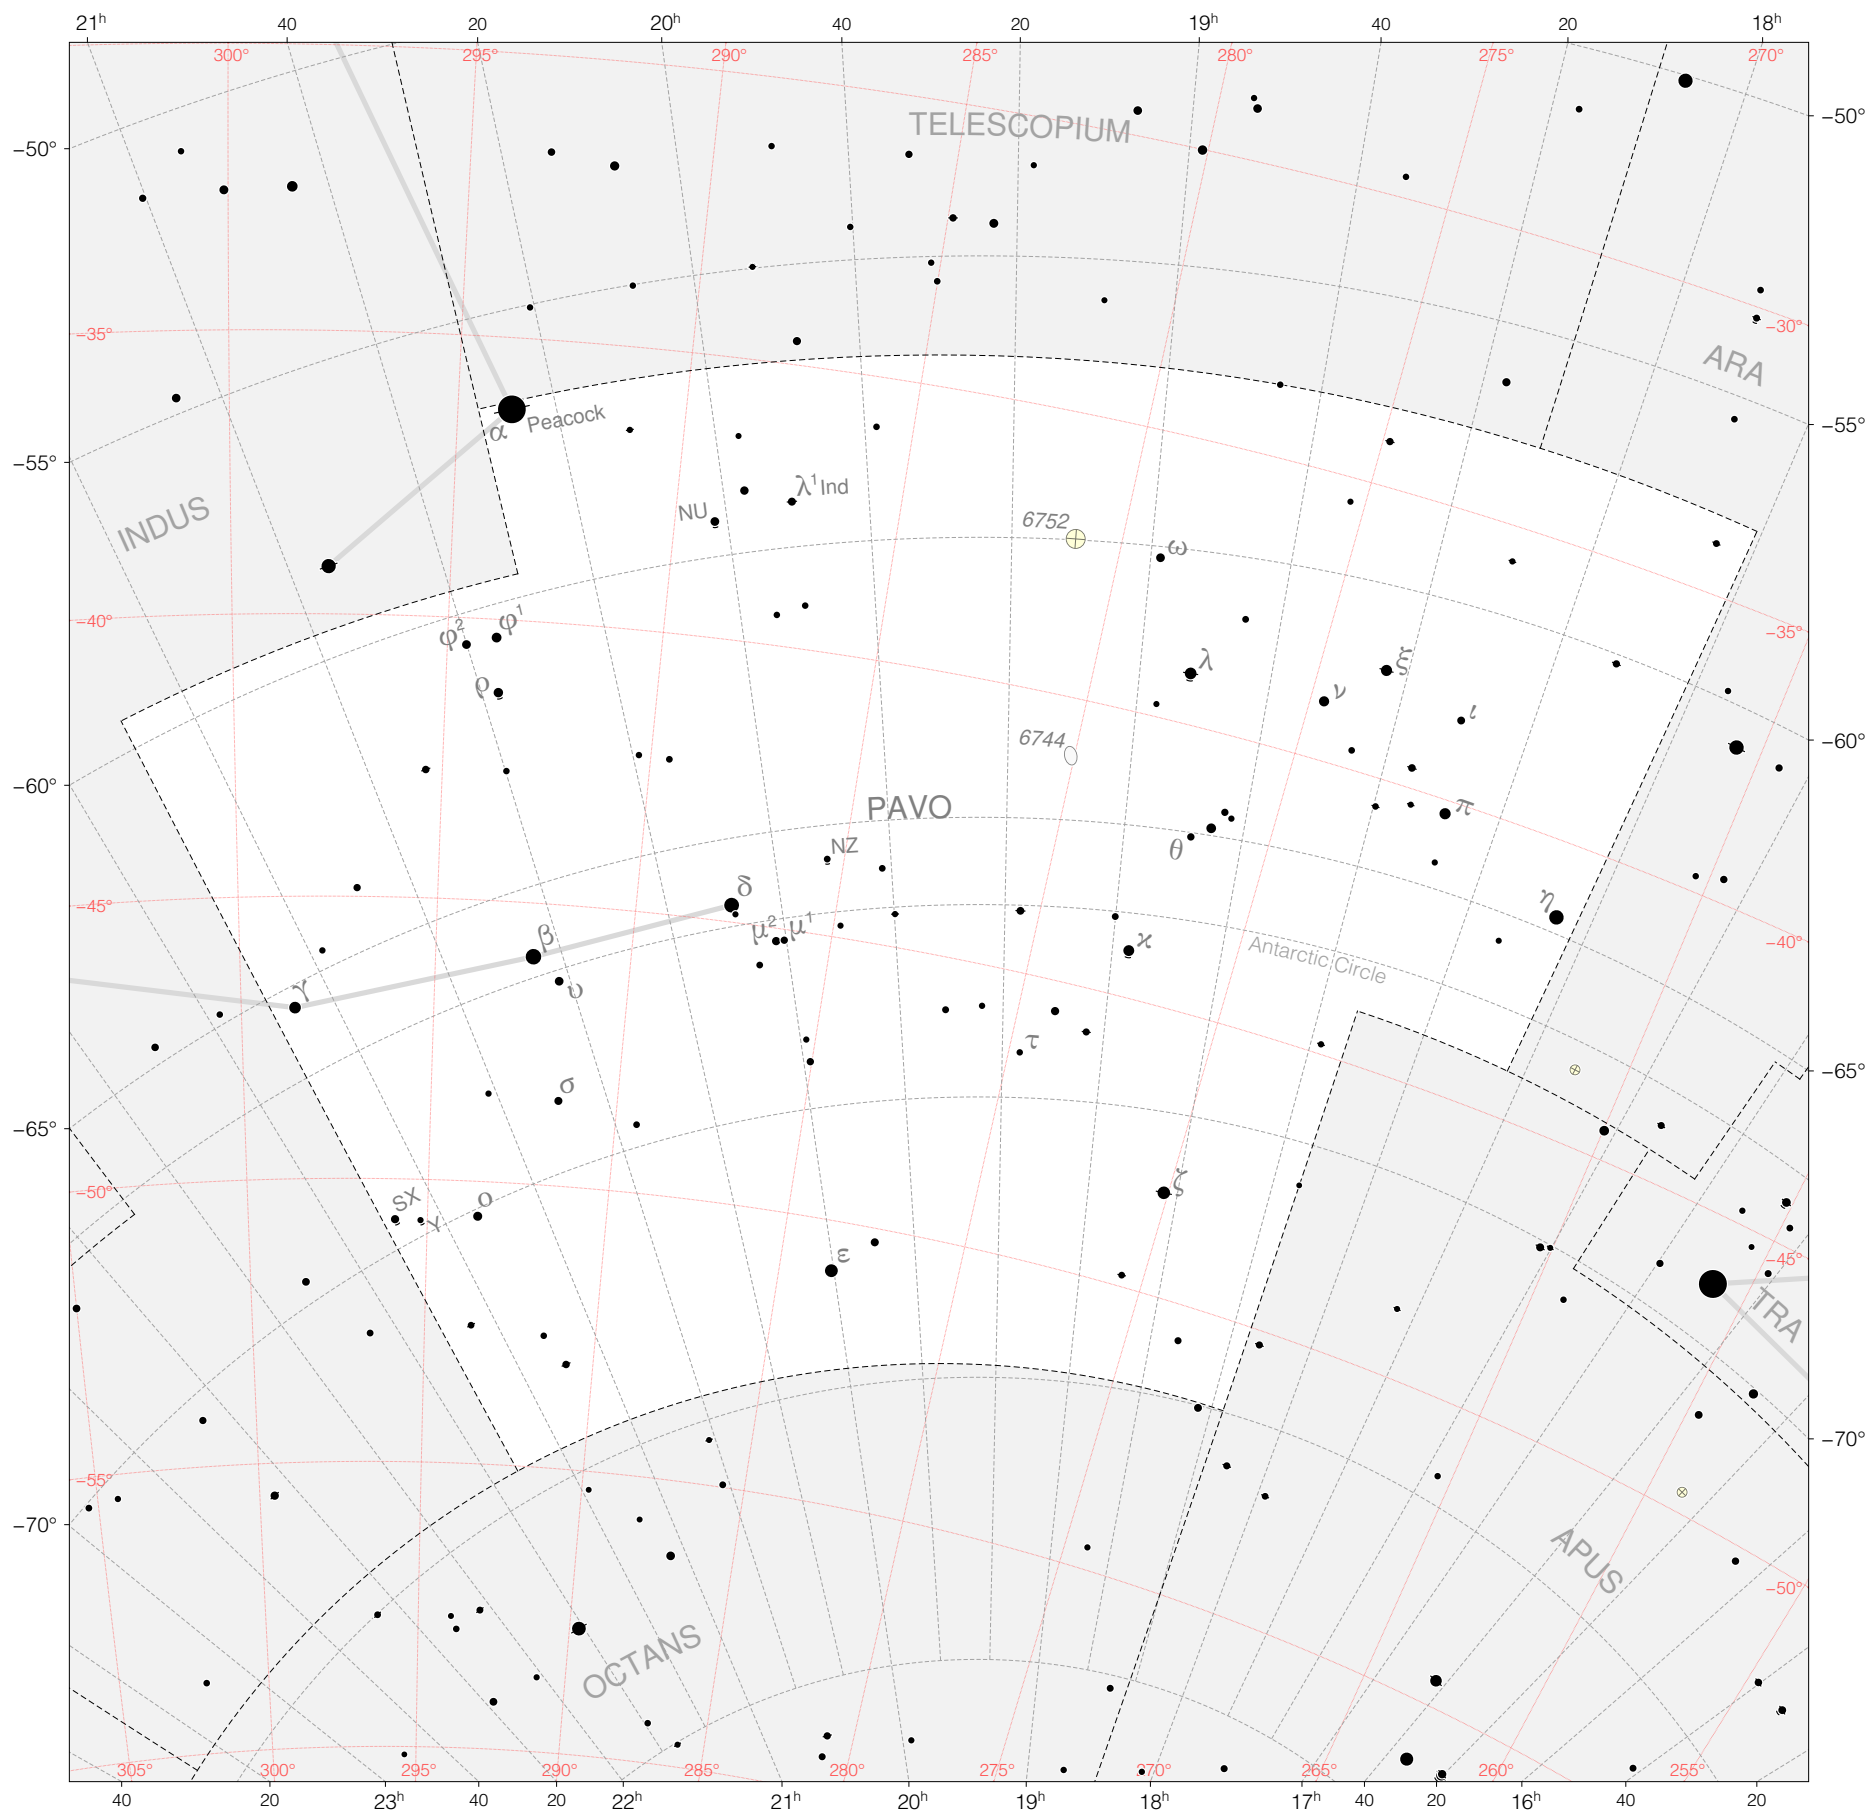 21h 40 20 20h 40 20 19h 40 20 18h
300° 295° 290° 285° 280° 275° 270°
TELESCOPIUM
−50° −50°
−35° −30°
ARA
α Peacock
−55° −55°
λ¹Ind
NU
INDUS
6752
ω
−40° −35°
φ² φ¹
λ ξ
ρ
ν
ι
6744
−60° −60°
PAVO
π
NZ
θ
δ
−45°
η
μ² μ¹
β
ϰ
−40°
Antarctic Circle
γ
υ
τ
−65°
σ
−65°
−50°
ζ
SX
ο
γ
ε
−45°
TRA
−70°
−55°
−70°
APUS
−50°
OCTANS
305° 300° 295° 290° 285° 280° 275° 270° 265° 260° 255°
40 20 23h 40 20 22h 21h 20h 19h 18h 17h 40 20 16h 40 20